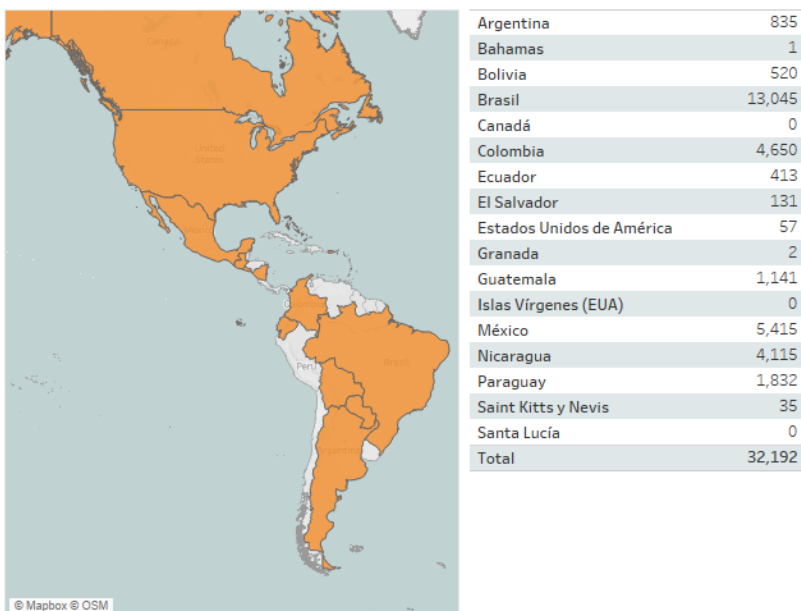 Canada
United
States
Mexico
Colombia
Peru
Brazil
Argentina
© Mapbox © OSM
Argentina 835
Bahamas 1
Bolivia 520
Brasil 13,045
Canadá 0
Colombia 4,650
Ecuador 413
El Salvador 131
Estados Unidos de América 57
Granada 2
Guatemala 1,141
Islas Vírgenes (EUA) 0
México 5,415
Nicaragua 4,115
Paraguay 1,832
Saint Kitts y Nevis 35
Santa Lucía 0
Total 32,192